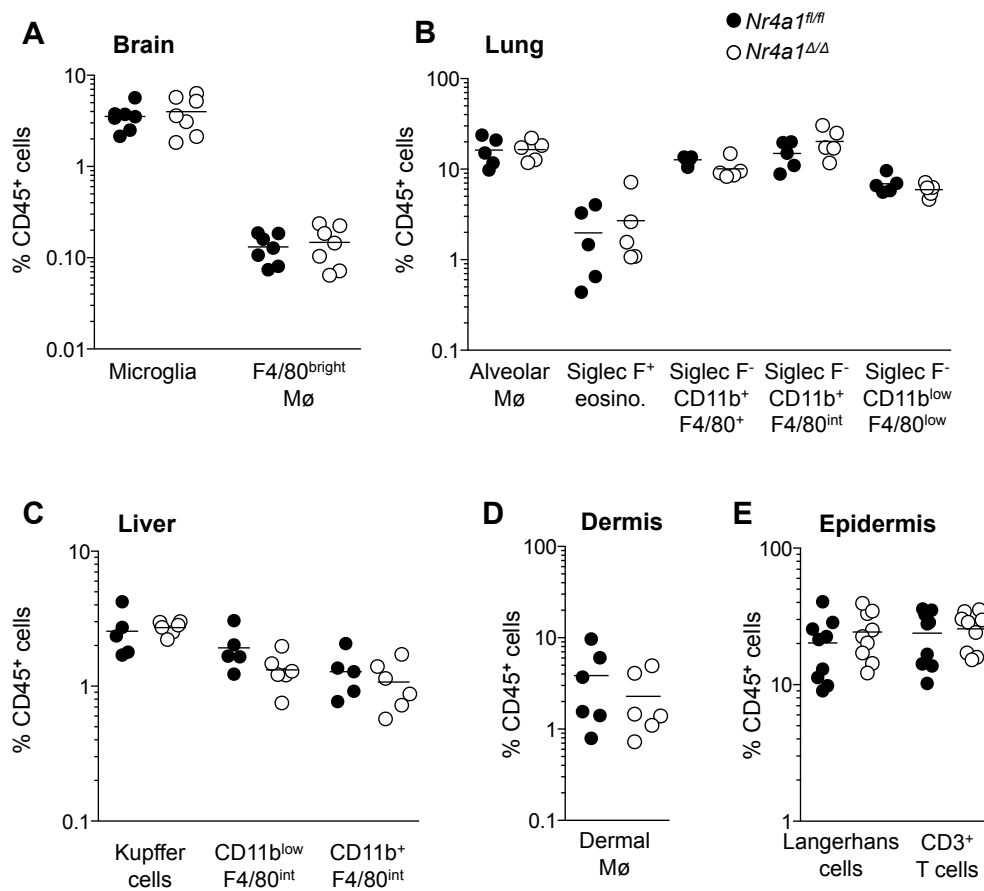 Nr4a1fl/fl
Nr4a1Δ/Δ
A
Brain
% CD45+ cells
10
1
0.10
0.01
Microglia
F4/80bright
Mø
B
Lung
% CD45+ cells
100
10
1
0.1
Alveolar
Mø
Siglec F+
eosino.
Siglec F-
CD11b+
F4/80+
Siglec F-
CD11b+
F4/80int
Siglec F-
CD11blow
F4/80low
C
Liver
% CD45+ cells
10
1
0.1
Kupffer
cells
CD11blow
F4/80int
CD11b+
F4/80int
D
Dermis
% CD45+ cells
100
10
1
0.1
Dermal
Mø
E
Epidermis
% CD45+ cells
100
10
1
Langerhans
cells
CD3+
T cells